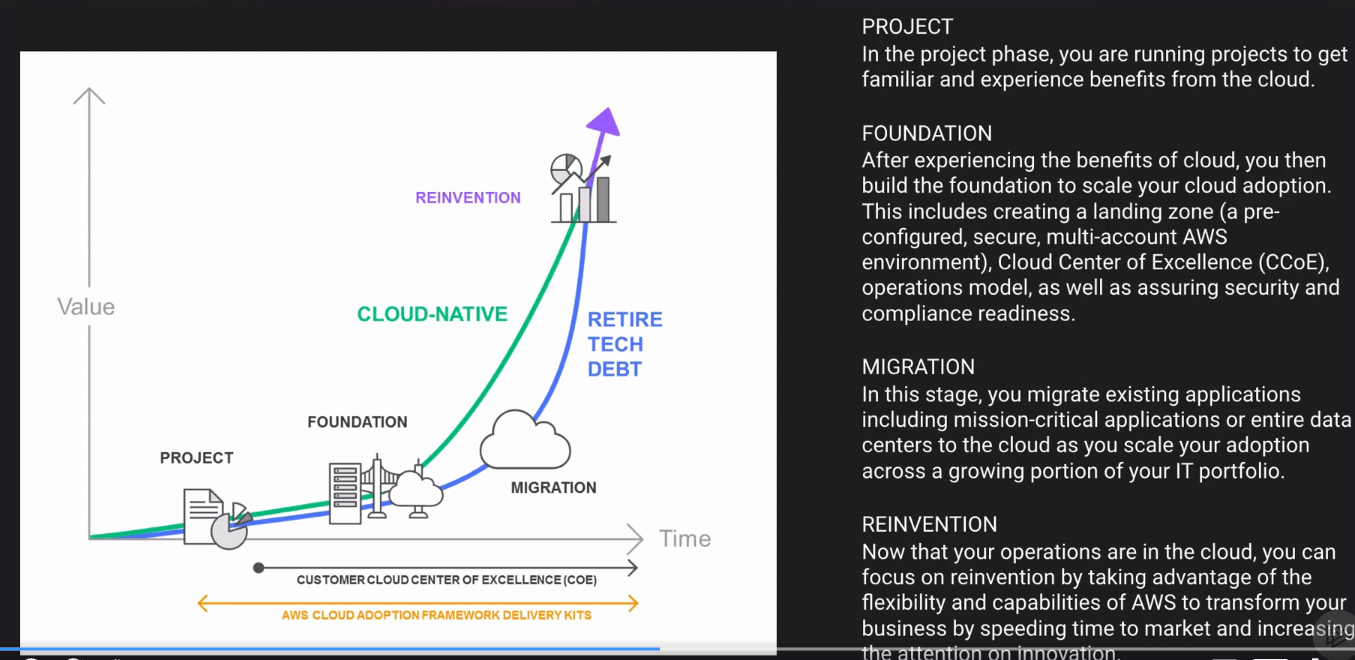 REINVENTION
Value
CLOUD-NATIVE
RETIRE
TECH
DEBT
FOUNDATION
PROJECT
MIGRATION
Time
CUSTOMER CLOUD CENTER OF EXCELLENCE (COE)
AWS CLOUD ADOPTION FRAMEWORK DELIVERY KITS
PROJECT
In the project phase, you are running projects to get
familiar and experience benefits from the cloud.
FOUNDATION
After experiencing the benefits of cloud, you then
build the foundation to scale your cloud adoption.
This includes creating a landing zone (a pre-
configured, secure, multi-account AWS
environment), Cloud Center of Excellence (CCoE),
operations model, as well as assuring security and
compliance readiness.
MIGRATION
In this stage, you migrate existing applications
including mission-critical applications or entire data
centers to the cloud as you scale your adoption
across a growing portion of your IT portfolio.
REINVENTION
Now that your operations are in the cloud, you can
focus on reinvention by taking advantage of the
flexibility and capabilities of AWS to transform your
business by speeding time to market and increasing
the attention on innovation.